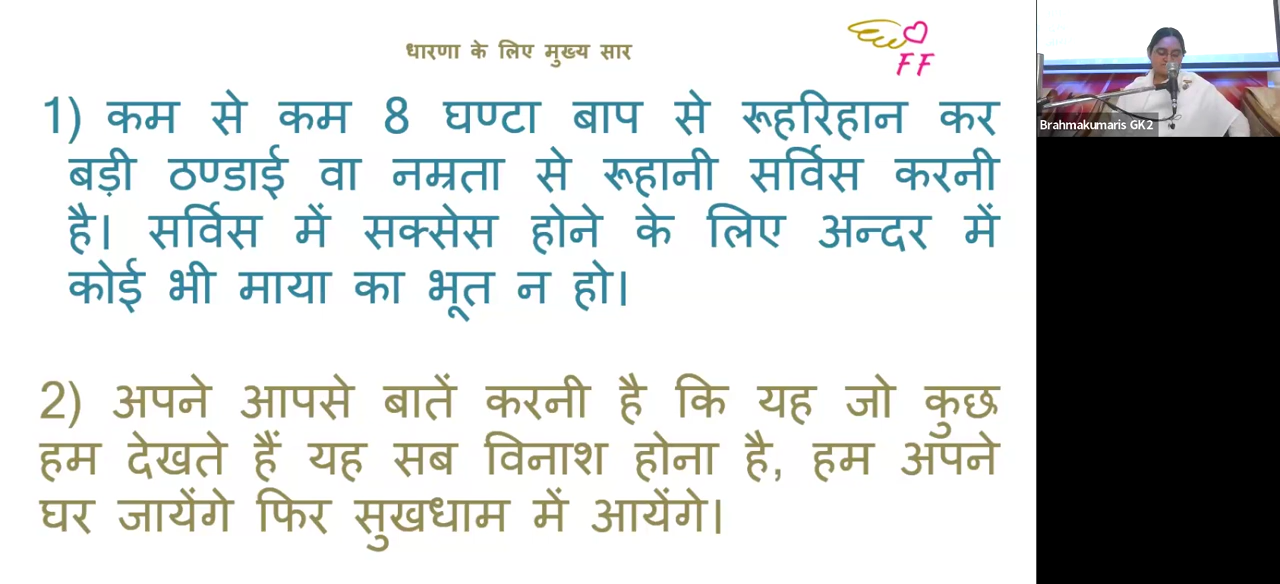 धारणा के लिए मुख्य सार
FF
1) कम से कम 8 घण्टा बाप से रूहरिहान कर
बड़ी ठण्डाई वा नम्रता से रूहानी सर्विस करनी
है। सर्विस में सक्सेस होने के लिए अन्दर में
कोई भी माया का भूत न हो।
2) अपने आपसे बातें करनी है कि यह जो कुछ
हम देखते हैं यह सब विनाश होना है, हम अपने
घर जायेंगे फिर सुखधाम में आयेंगे।
Brahmakumaris GK2